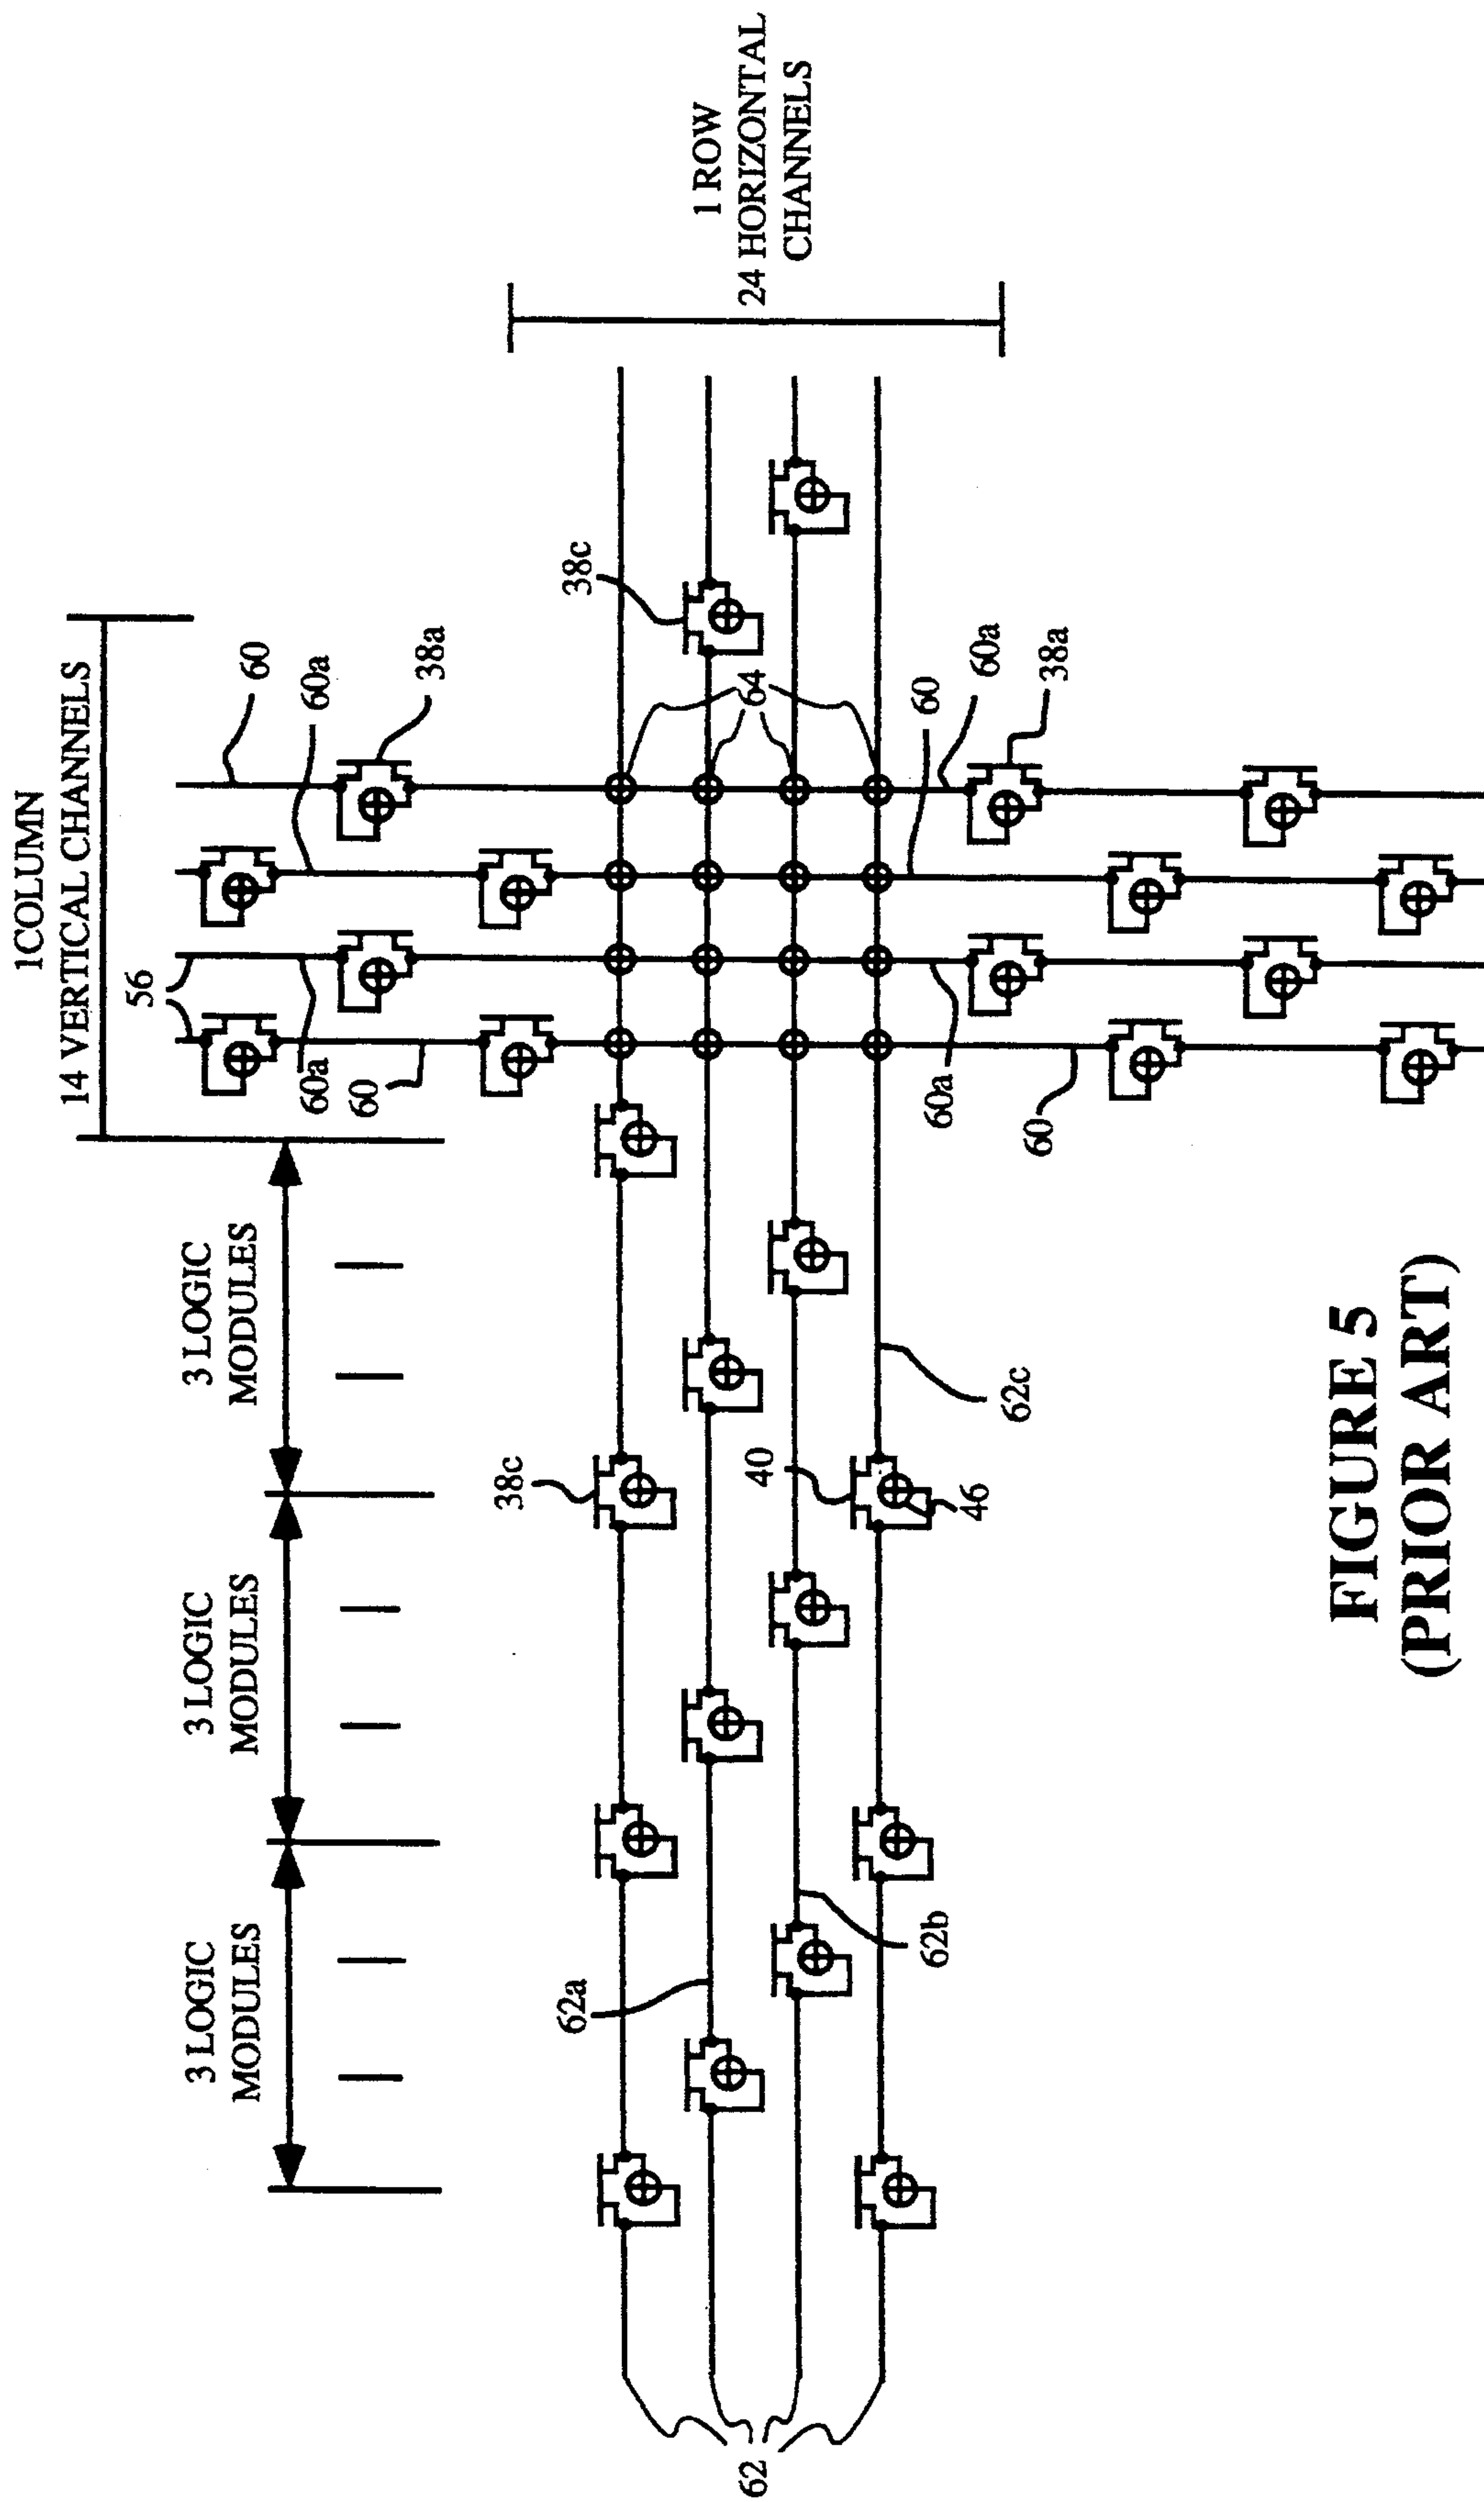 1COLUMN
14 VERTICAL CHANNELS
3 LOGIC
MODULES
3 LOGIC
MODULES
3 LOGIC
MODULES
56
60
60a
38a
60a
60
38c
38c
1 ROW
24 HORIZONTAL
CHANNELS
64
62a
40
62
62b
46
62c
60a
60
60
60a
38a
FIGURE 5
(PRIOR ART)